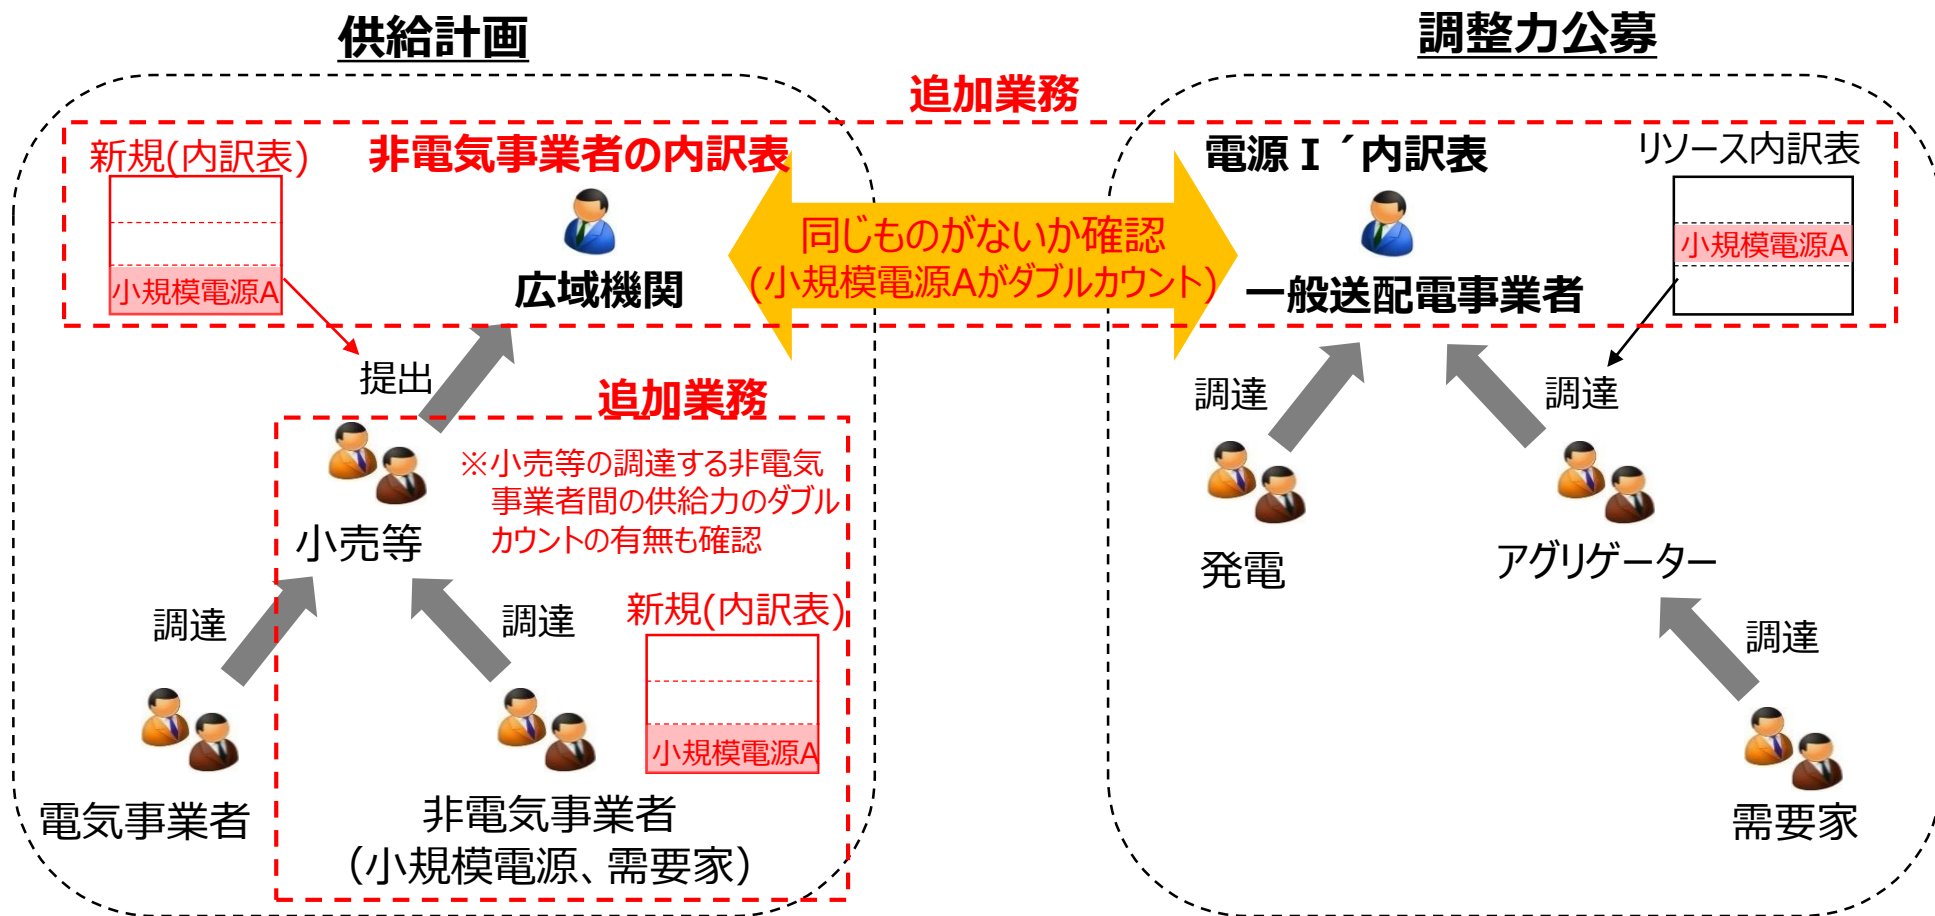 供給計画
調整力公募
追加業務
新規(内訳表)
非電気事業者の内訳表
電源Ⅰ´内訳表
リソース内訳表
小規模電源A
広域機関
同じものがないか確認
(小規模電源Aがダブルカウント)
一般送配電事業者
小規模電源A
提出
調達
調達
追加業務
※小売等の調達する非電気
事業者間の供給力のダブル
カウントの有無も確認
小売等
発電
アグリゲーター
調達
調達
新規(内訳表)
小規模電源A
調達
電気事業者
非電気事業者
(小規模電源、需要家)
需要家